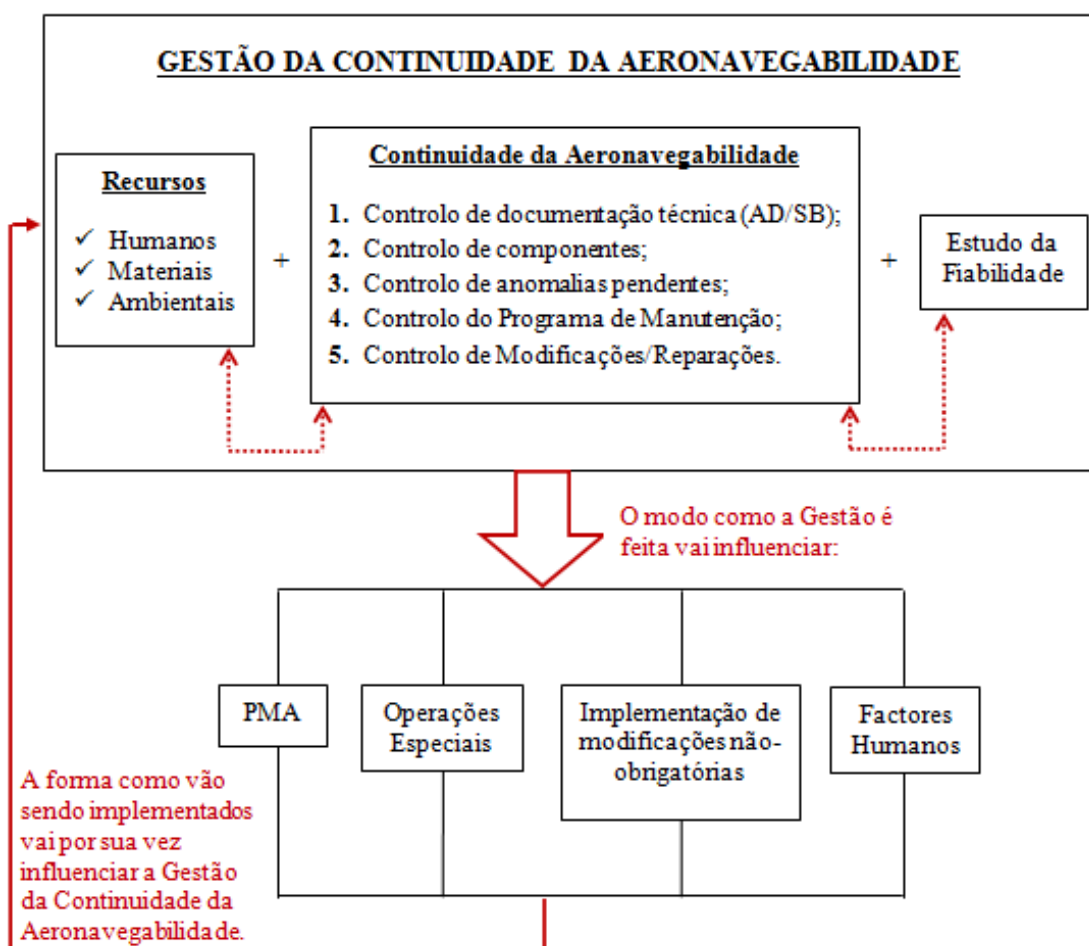 GESTÃO DA CONTINUIDADE DA AERONAVEGABILIDADE
Recursos
✓ Humanos
✓ Materiais
✓ Ambientais
+
Continuidade da Aeronavegabilidade
1. Controlo de documentação técnica (AD/SB);
2. Controlo de componentes;
3. Controlo de anomalias pendentes;
4. Controlo do Programa de Manutenção;
5. Controlo de Modificações/Reparações.
+
Estudo da
Fiabilidade
O modo como a Gestão é
feita vai influenciar:
PMA
Operações
Especiais
Implementação de
modificações não-
obrigatórias
Factores
Humanos
A forma como vão
sendo implementados
vai por sua vez
influenciar a Gestão
da Continuidade da
Aeronavegabilidade.